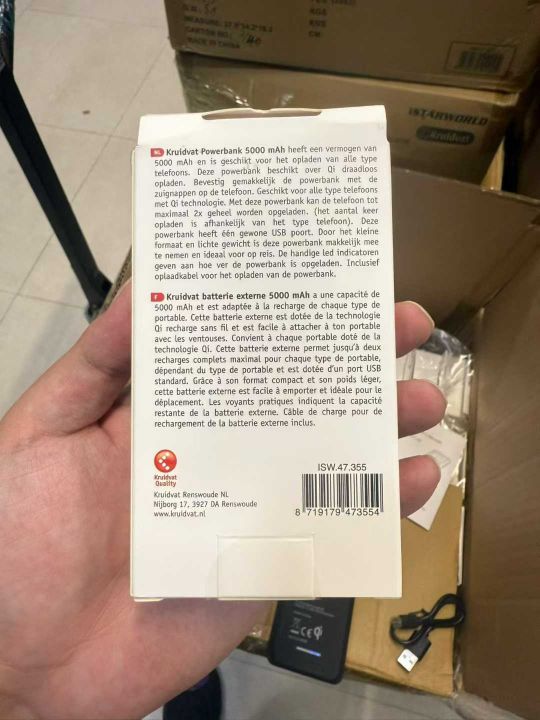 G.W.: 5.1
KGS
KGS
CM
CARTON NO.:
MADE IN CHINA
ISTARWORLD
Kruidvat
NL Kruidvat Powerbank 5000 mAh heeft een vermogen van
5000 mAh en is geschikt voor het opladen van alle type
telefoons. Deze powerbank beschikt over Qi draadloos
opladen. Bevestig gemakkelijk de powerbank met de
zuignappen op de telefoon. Geschikt voor alle type telefoons
met Qi technologie. Met deze powerbank kan de telefoon tot
maximaal 2x geheel worden opgeladen. (het aantal keer
opladen is afhankelijk van het type telefoon). Deze
powerbank heeft één gewone USB poort. Door het kleine
formaat en lichte gewicht is deze powerbank makkelijk mee
te nemen en ideaal voor op reis. De handige led indicatoren
geven aan hoe ver de powerbank is opgeladen. Inclusief
oplaadkabel voor het opladen van de powerbank.
F Kruidvat batterie externe 5000 mAh a une capacité de
5000 mAh et est adaptée à la recharge de chaque type de
portable. Cette batterie externe est dotée de la technologie
Qi recharge sans fil et est facile à attacher à ton portable
avec les ventouses. Convient à chaque portable doté de la
technologie Qi. Cette batterie externe permet jusqu'à deux
recharges complets maximal pour chaque type de portable,
dépendant du type de portable et est dotée d'un port USB
standard. Grâce à son format compact et son poids léger,
cette batterie externe est facile à emporter et idéale pour le
déplacement. Les voyants pratiques indiquent la capacité
restante de la batterie externe. Câble de charge pour de
rechargement de la batterie externe inclus.
Kruidvat
Quality
Kruidvat Renswoude NL
Nijborg 17, 3927 DA Renswoude
www.kruidvat.nl
ISW.47.355
8 719179 473554
CE